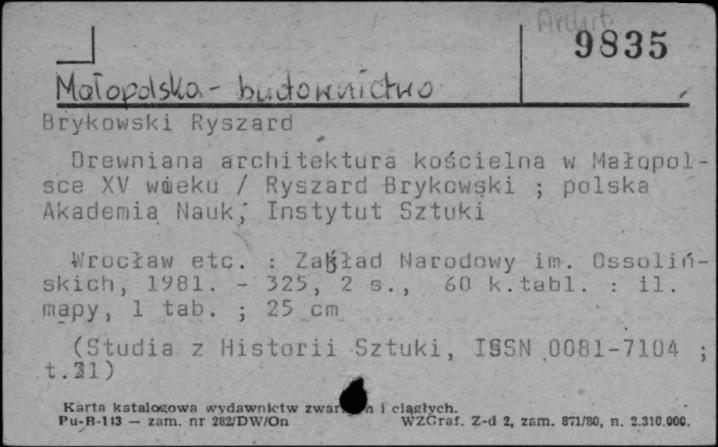 Archit.
9835
Małopolska - budownictwo
Brykowski Ryszard
Drewniana architektura kościelna w Małopol-
sce XV wieku / Ryszard Brykowski ; polska
Akademia Nauk, Instytut Sztuki
Wrocław etc. : Zakład Narodowy im. Ossoliń-
skich, 1981. - 325, 2 s., 60 k.tabl. : il.
mapy, 1 tab. ; 25 cm
(Studia z Historii Sztuki, ISSN 0081-7104 ;
t.31)
Karta katalogowa wydawnictw zwartych i ciągłych.
Pu-B-113 — zam. nr 282/DW/On WZGraf. Z-d 2, zam. 871/80, n. 2.310.000.